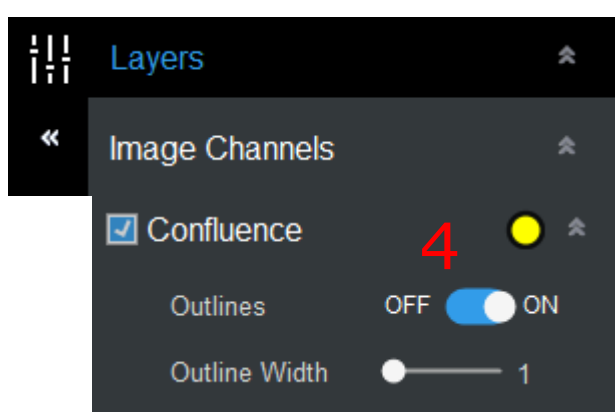 Layers
Image Channels
Confluence
4
Outlines OFF ON
Outline Width 1